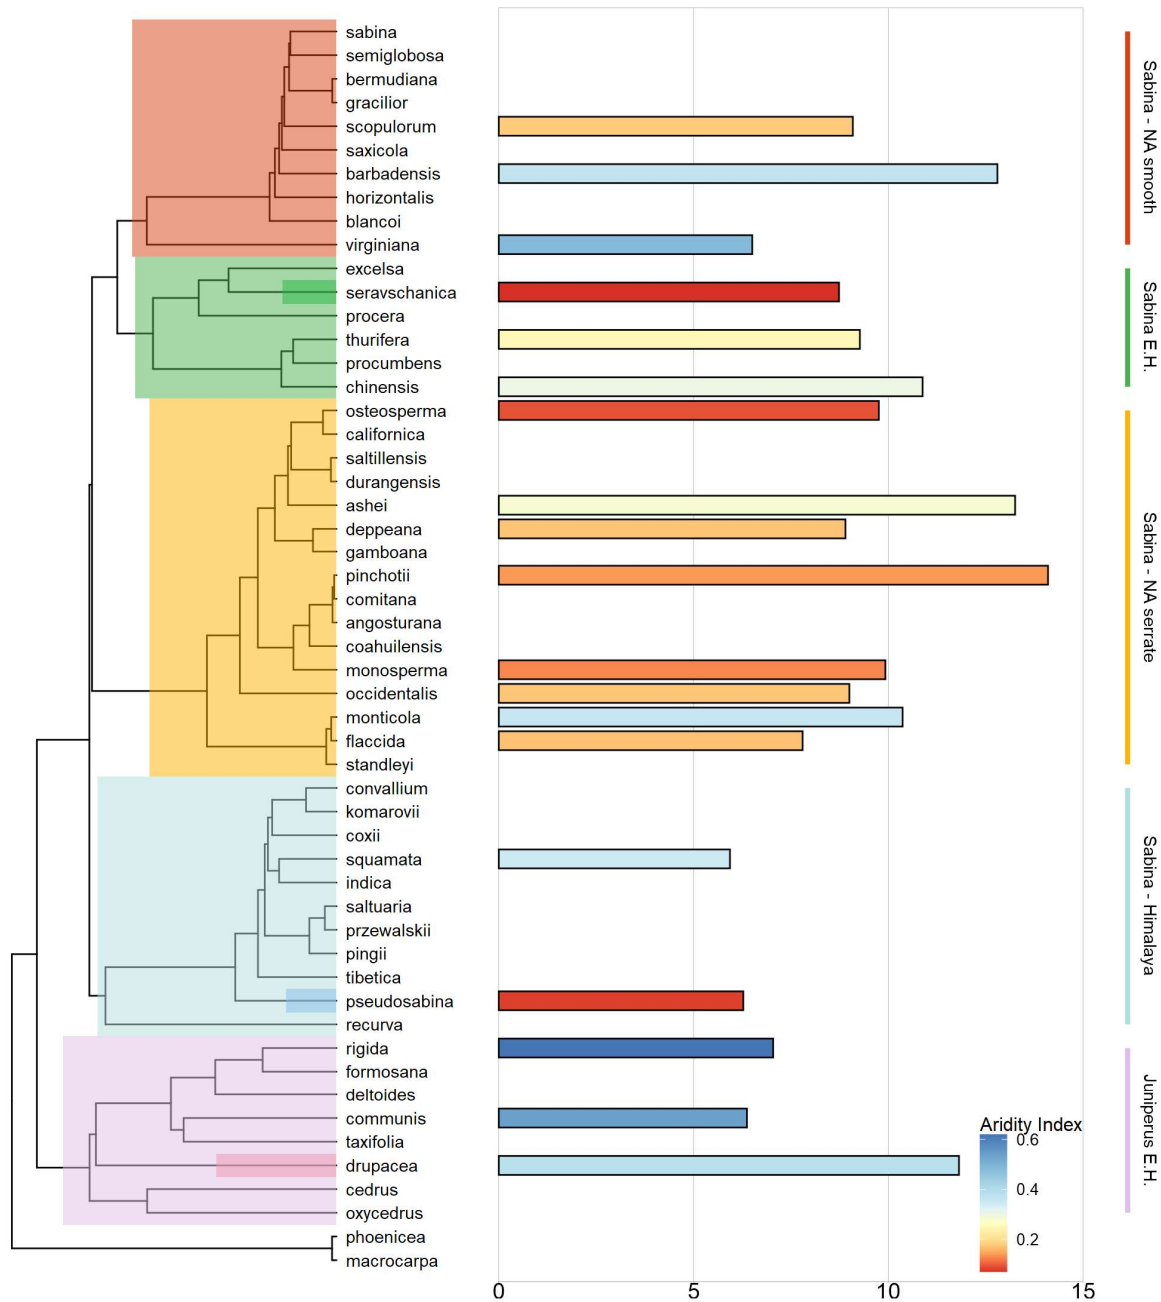 sabina
semiglobosa
bermudiana
gracilior
scopulorum
saxicola
barbadensis
horizontalis
blancoi
virginiana
excelsa
seravschanica
procera
thurifera
procumbens
chinensis
osteosperma
californica
saltillensis
durangensis
ashei
deppeana
gamboana
pinchotii
comitana
angosturana
coahuilensis
monosperma
occidentalis
monticola
flaccida
standleyi
convallium
komarovii
coxii
squamata
indica
saltuaria
przewalskii
pingii
tibetica
pseudosabina
recurva
rigida
formosana
deltoides
communis
taxifolia
drupacea
cedrus
oxycedrus
phoenicea
macrocarpa
0 5 10 15
Aridity Index
0.6
0.4
0.2
Sabina - NA smooth
Sabina E.H.
Sabina - NA serrate
Sabina - Himalaya
Juniperus E.H.